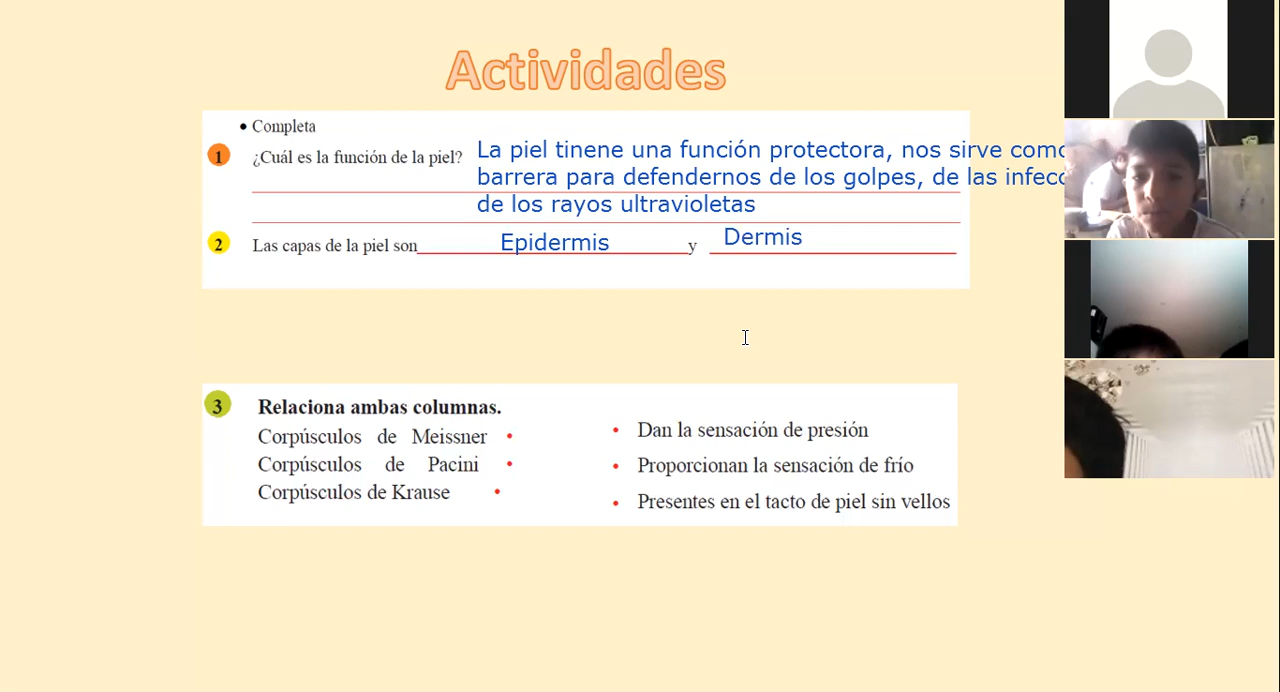 Actividades
• Completa
1 ¿Cuál es la función de la piel?
La piel tinene una función protectora, nos sirve como
barrera para defendernos de los golpes, de las
de los rayos ultravioletas
2 Las capas de la piel son Epidermis y Dermis
3 Relaciona ambas columnas.
Corpúsculos de Meissner •
Corpúsculos de Pacini •
Corpúsculos de Krause •
• Dan la sensación de presión
• Proporcionan la sensación de frío
• Presentes en el tacto de piel sin vellos